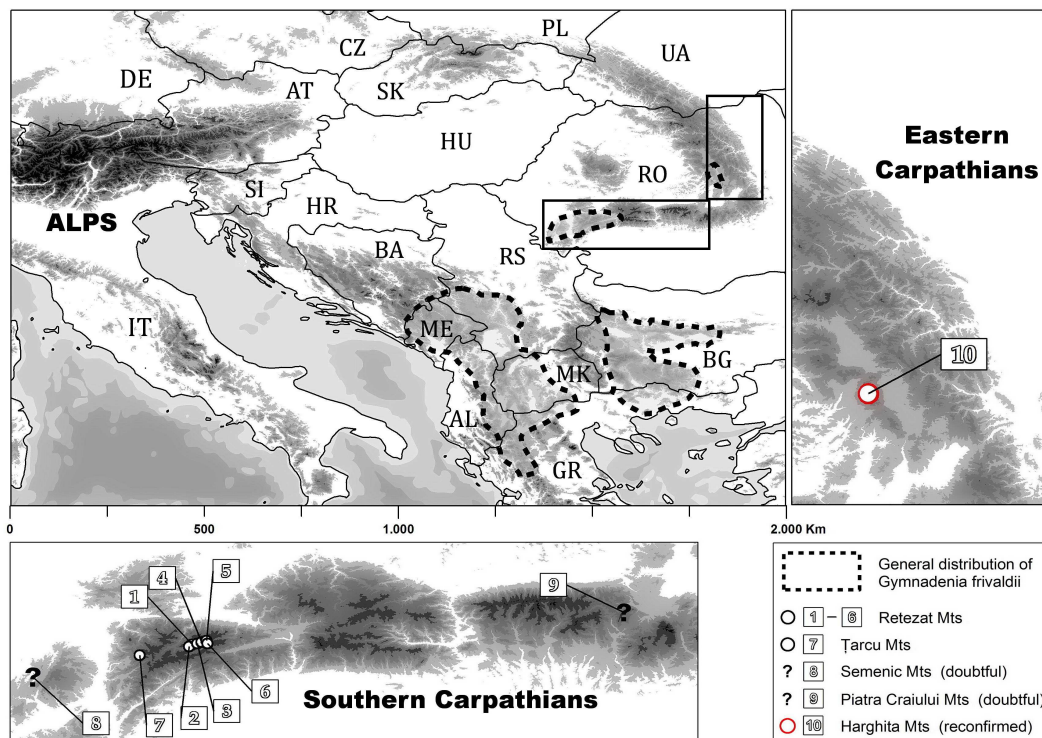 PL
CZ
UA
DE
SK
AT
HU
RO
SI
HR
ALPS
BA
RS
IT
ME
BG
MK
AL
GR
Eastern
Carpathians
10
0
500
1.000
2.000 Km
4
5
1
9
6
3
2
7
8
?
?
Southern Carpathians
General distribution of
Gymnadenia frivaldii
1 – 6 Retezat Mts
7 Țarcu Mts
? 8 Semenic Mts (doubtful)
? 9 Piatra Craiului Mts (doubtful)
10 Harghita Mts (reconfirmed)